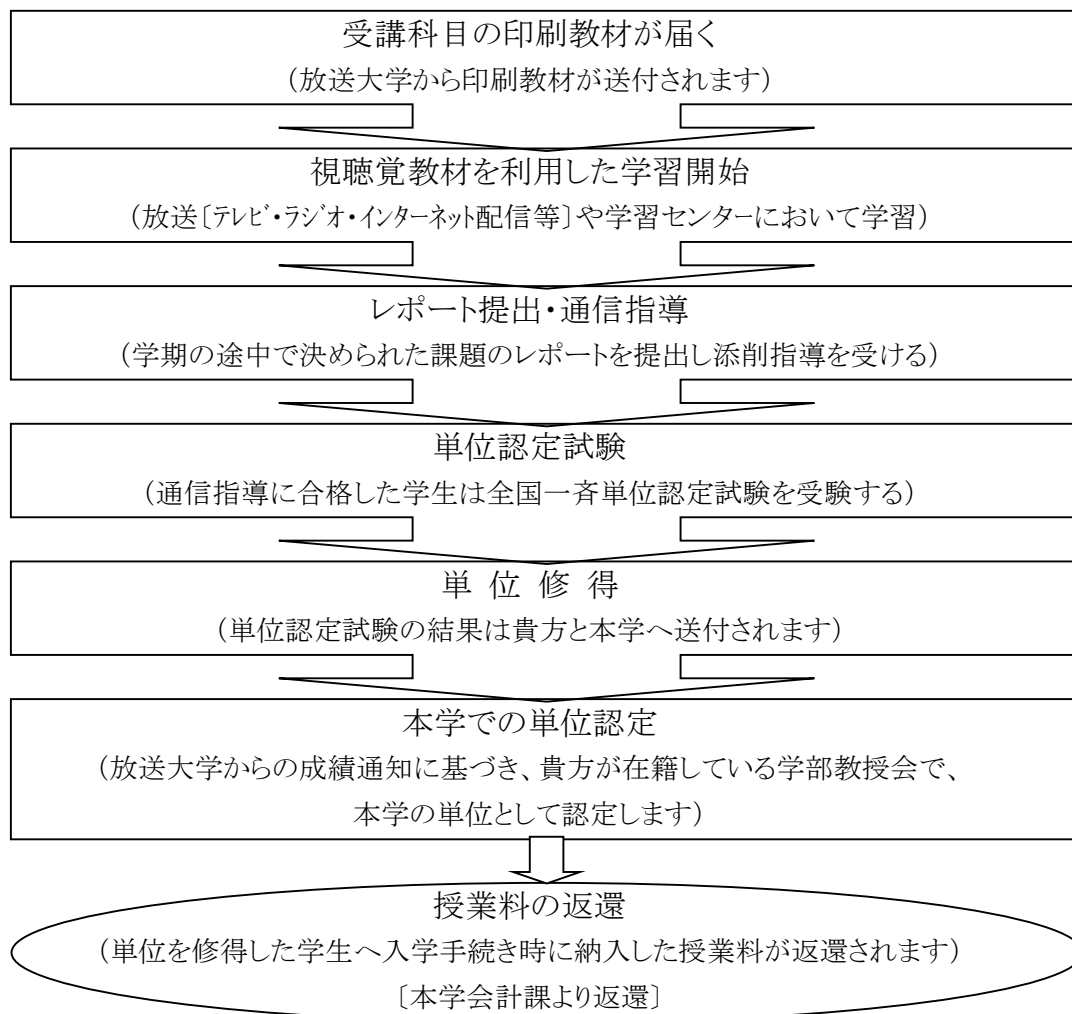 受講科目の印刷教材が届く
（放送大学から印刷教材が送付されます）
視聴覚教材を利用した学習開始
（放送〔ﾃﾚﾋﾞ・ﾗｼﾞｵ・ｲﾝﾀｰﾈｯﾄ配信等〕や学習センターにおいて学習）
レポート提出・通信指導
（学期の途中で決められた課題のレポートを提出し添削指導を受ける）
単位認定試験
（通信指導に合格した学生は全国一斉単位認定試験を受験する）
単 位 修 得
（単位認定試験の結果は貴方と本学へ送付されます）
本学での単位認定
（放送大学からの成績通知に基づき、貴方が在籍している学部教授会で、
本学の単位として認定します）
授業料の返還
（単位を修得した学生へ入学手続き時に納入した授業料が返還されます）
〔本学会計課より返還〕